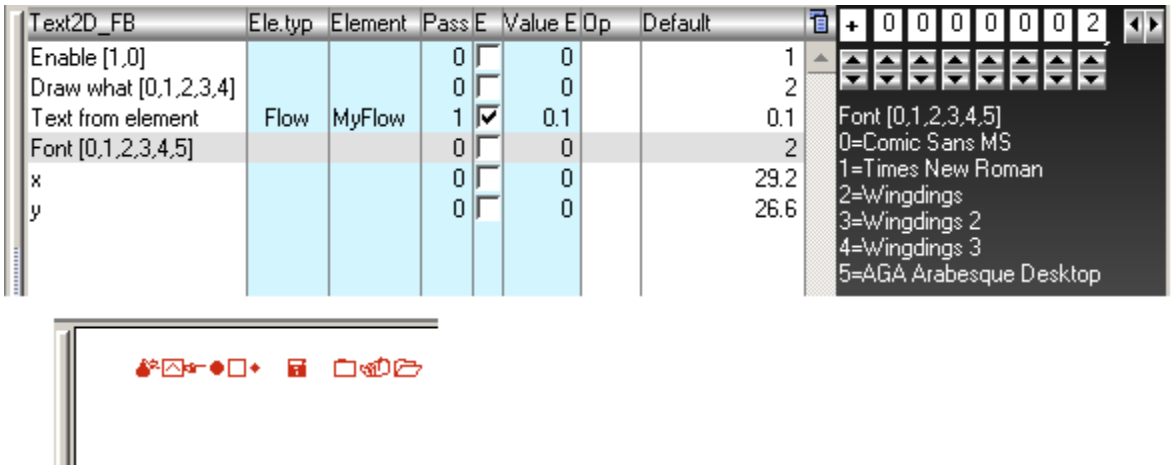 Text2D_FB Ele.typ Element Pass E Value E Op Default
Enable [1,0] 0 0 1
Draw what [0,1,2,3,4] 0 0 2
Text from element Flow MyFlow 1 0.1 0.1
Font [0,1,2,3,4,5] 0 0 2
x 0 0 29.2
y 0 0 26.6
+ 0 0 0 0 0 0 2,
Font [0,1,2,3,4,5]
0=Comic Sans MS
1=Times New Roman
2=Wingdings
3=Wingdings 2
4=Wingdings 3
5=AGA Arabesque Desktop